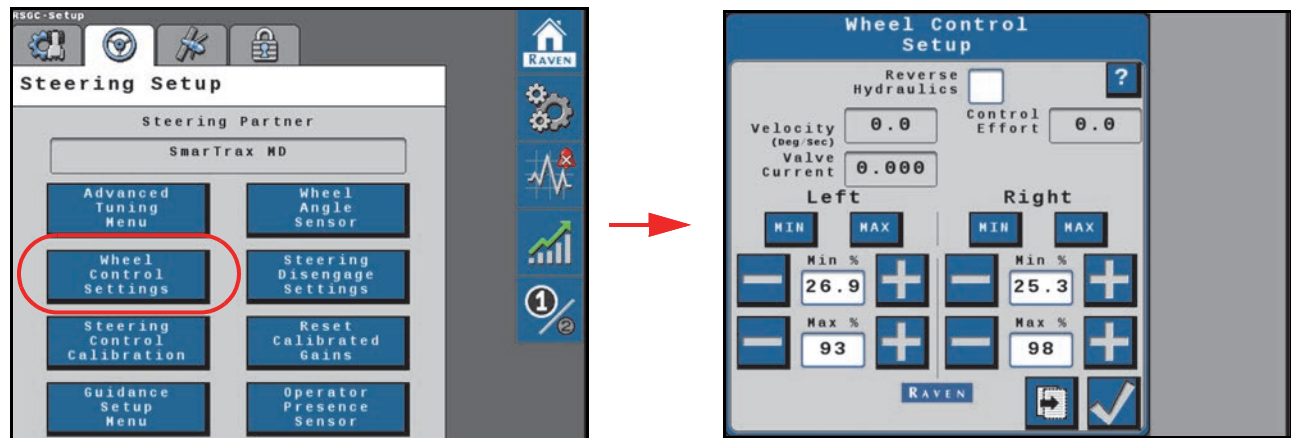 RSGC-Setup
Steering Setup
Steering Partner
SmarTrax MD
Advanced
Tuning
Menu
Wheel
Angle
Sensor
Wheel
Control
Settings
Steering
Disengage
Settings
Steering
Control
Calibration
Reset
Calibrated
Gains
Guidance
Setup
Menu
Operator
Presence
Sensor
RAVEN
1/2
Wheel Control
Setup
Reverse
Hydraulics
?
Velocity
(Deg/Sec)
0.0
Control
Effort
0.0
Valve
Current
0.000
Left
Right
MIN MAX MIN MAX
Min % Min %
26.9 25.3
Max % Max %
93 98
RAVEN